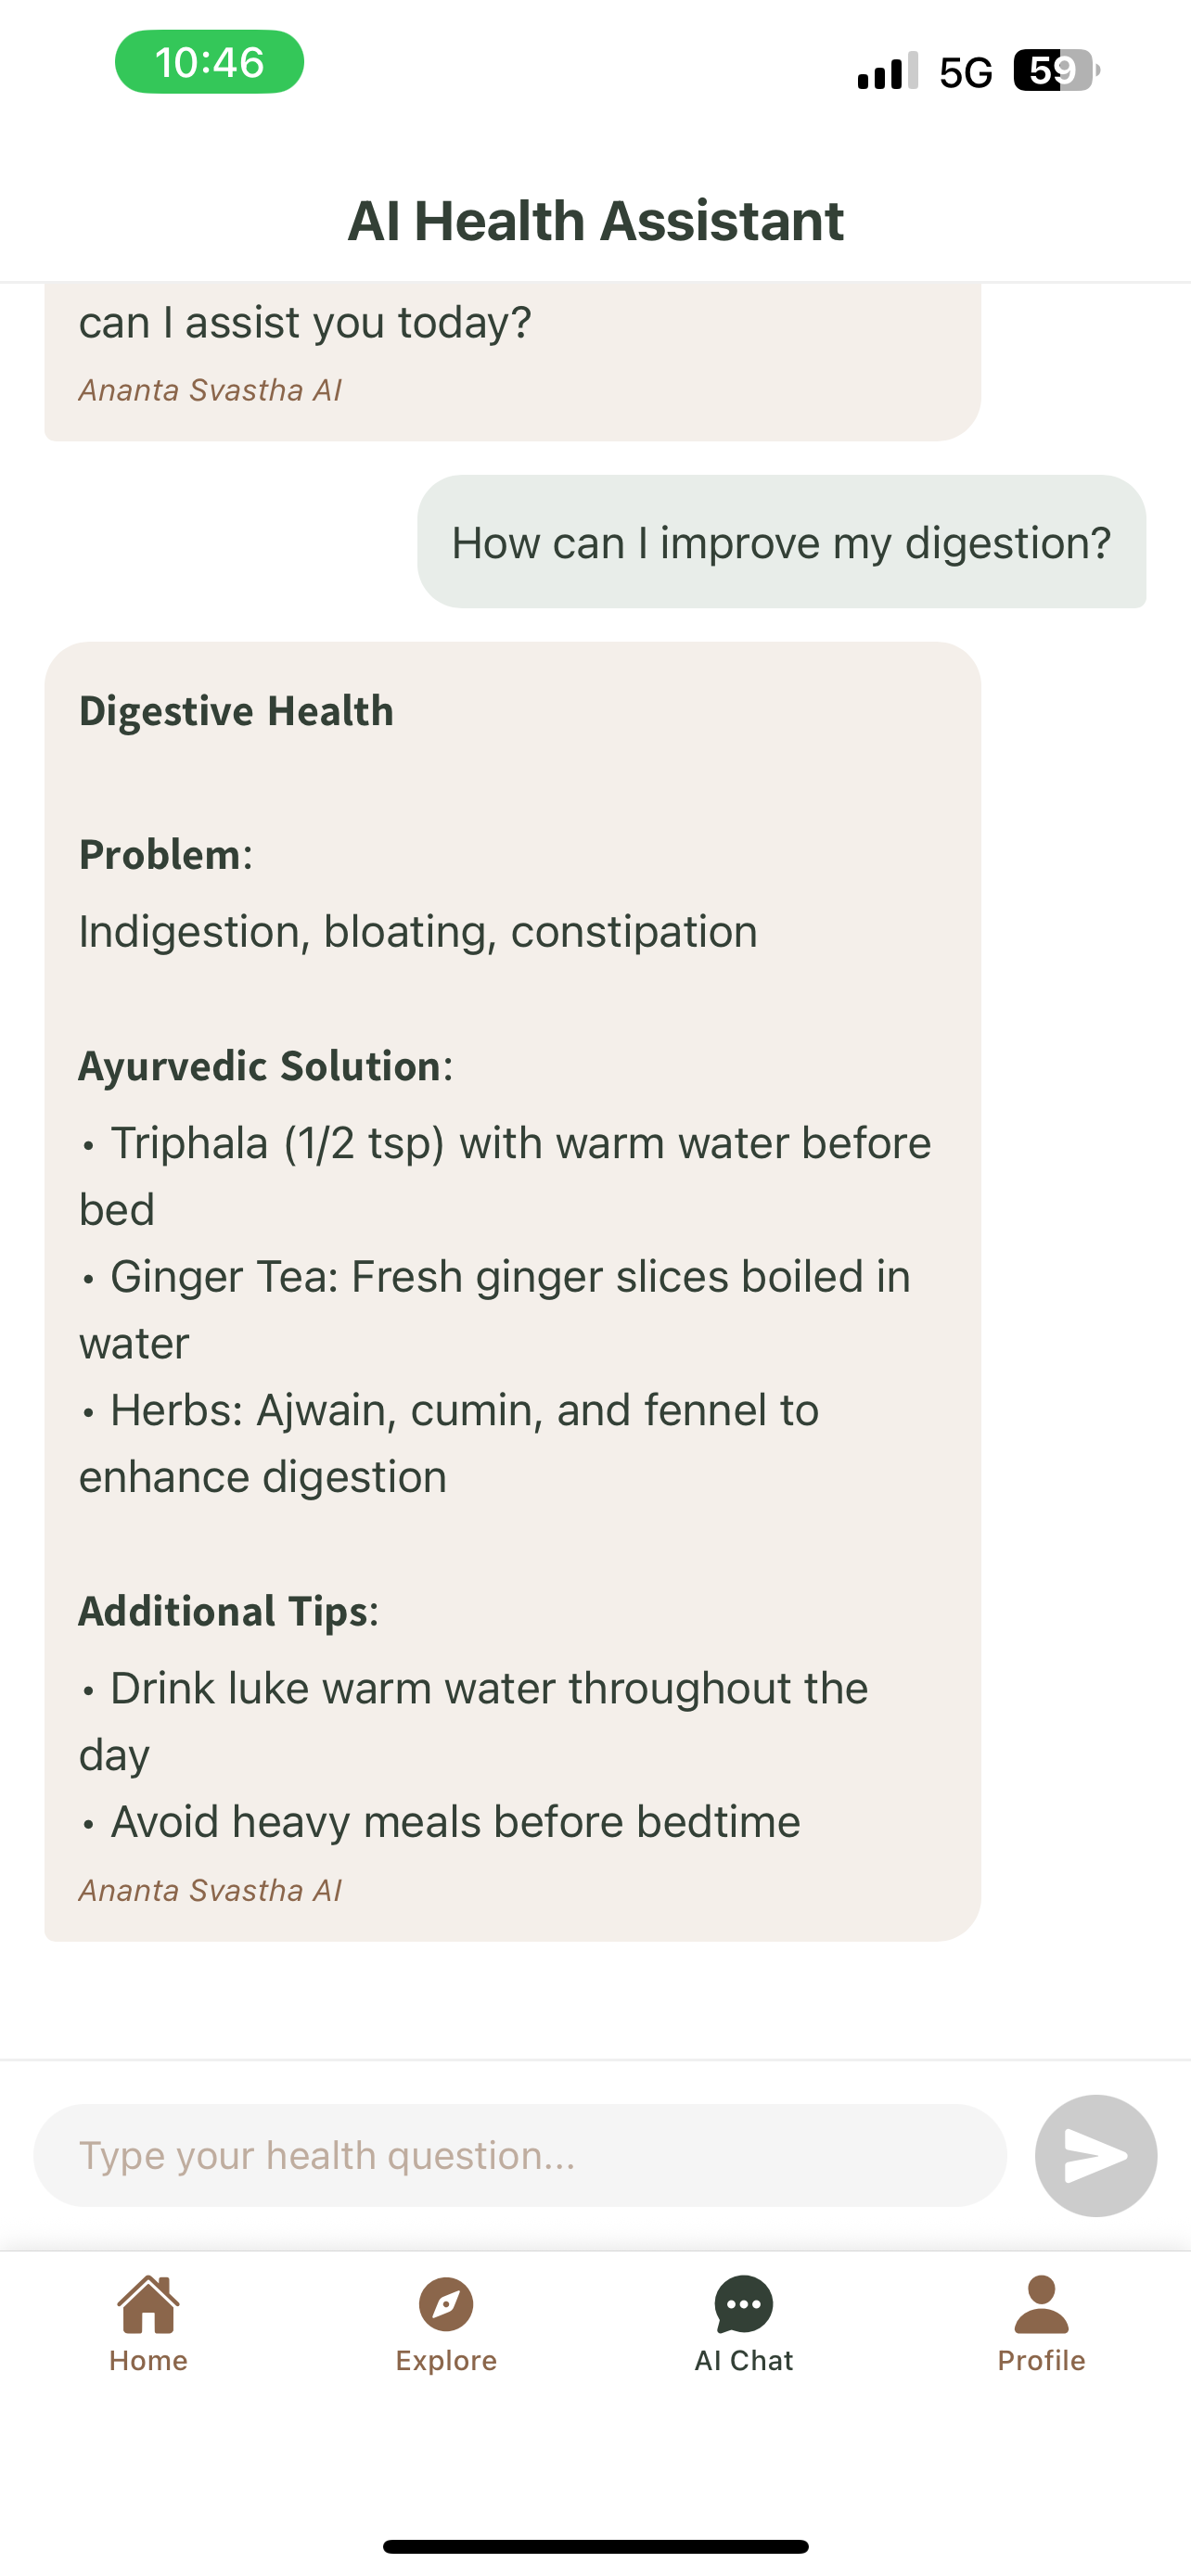 10:46
5G
59
AI Health Assistant
can I assist you today?
Ananta Svastha AI
How can I improve my digestion?
Digestive Health
Problem:
Indigestion, bloating, constipation
Ayurvedic Solution:
• Triphala (1/2 tsp) with warm water before
bed
• Ginger Tea: Fresh ginger slices boiled in
water
• Herbs: Ajwain, cumin, and fennel to
enhance digestion
Additional Tips:
• Drink luke warm water throughout the
day
• Avoid heavy meals before bedtime
Ananta Svastha AI
Type your health question...
Home
Explore
AI Chat
Profile